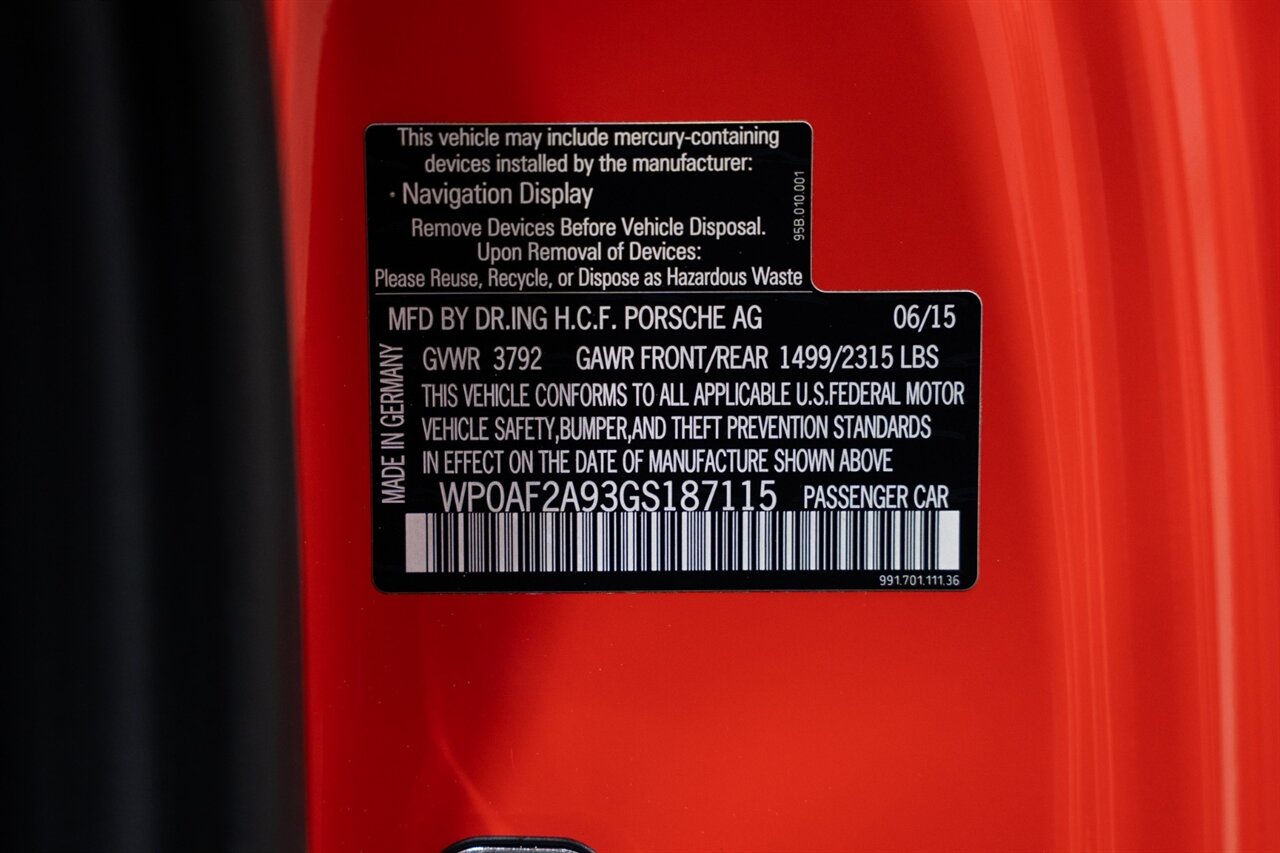 This vehicle may include mercury-containing
devices installed by the manufacturer:
· Navigation Display
Remove Devices Before Vehicle Disposal.
Upon Removal of Devices:
Please Reuse, Recycle, or Dispose as Hazardous Waste
95B.010.001
MFD BY DR.ING H.C.F. PORSCHE AG 06/15
GVWR 3792 GAWR FRONT/REAR 1499/2315 LBS
THIS VEHICLE CONFORMS TO ALL APPLICABLE U.S.FEDERAL MOTOR
VEHICLE SAFETY,BUMPER,AND THEFT PREVENTION STANDARDS
IN EFFECT ON THE DATE OF MANUFACTURE SHOWN ABOVE
MADE IN GERMANY
WP0AF2A93GS187115 PASSENGER CAR
991.701.111.36